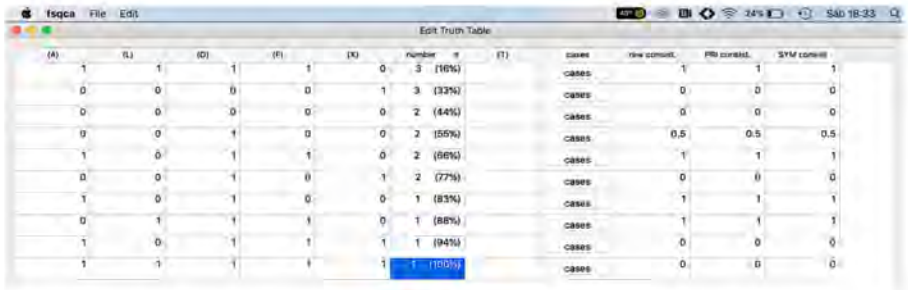 fsqca File Edit 24% Sáb 18:33
Edit Truth Table
(A) (L) (D) (F) (K) number (T) cases raw consist. PRI consist. SYM consist
1 1 1 1 0 3 (16%) cases 1 1 1
0 0 0 0 1 3 (33%) cases 0 0 0
0 0 0 0 0 2 (44%) cases 0 0 0
0 0 1 0 0 2 (55%) cases 0.5 0.5 0.5
1 0 1 1 0 2 (66%) cases 1 1 1
0 0 1 0 1 2 (77%) cases 0 0 0
1 0 1 0 0 1 (83%) cases 1 1 1
0 1 1 1 0 1 (88%) cases 1 1 1
1 0 1 1 1 1 (94%) cases 0 0 0
1 1 1 1 1 1 (100%) cases 0 0 0